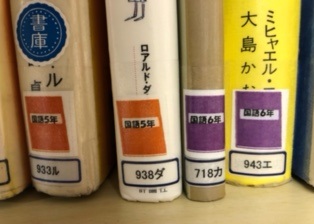 書庫
ル
国語5年
933ル
ロアルド・ダ
国語5年
938ダ
国語6年
718カ
ミヒャエル・
大島か
国語6年
943エ